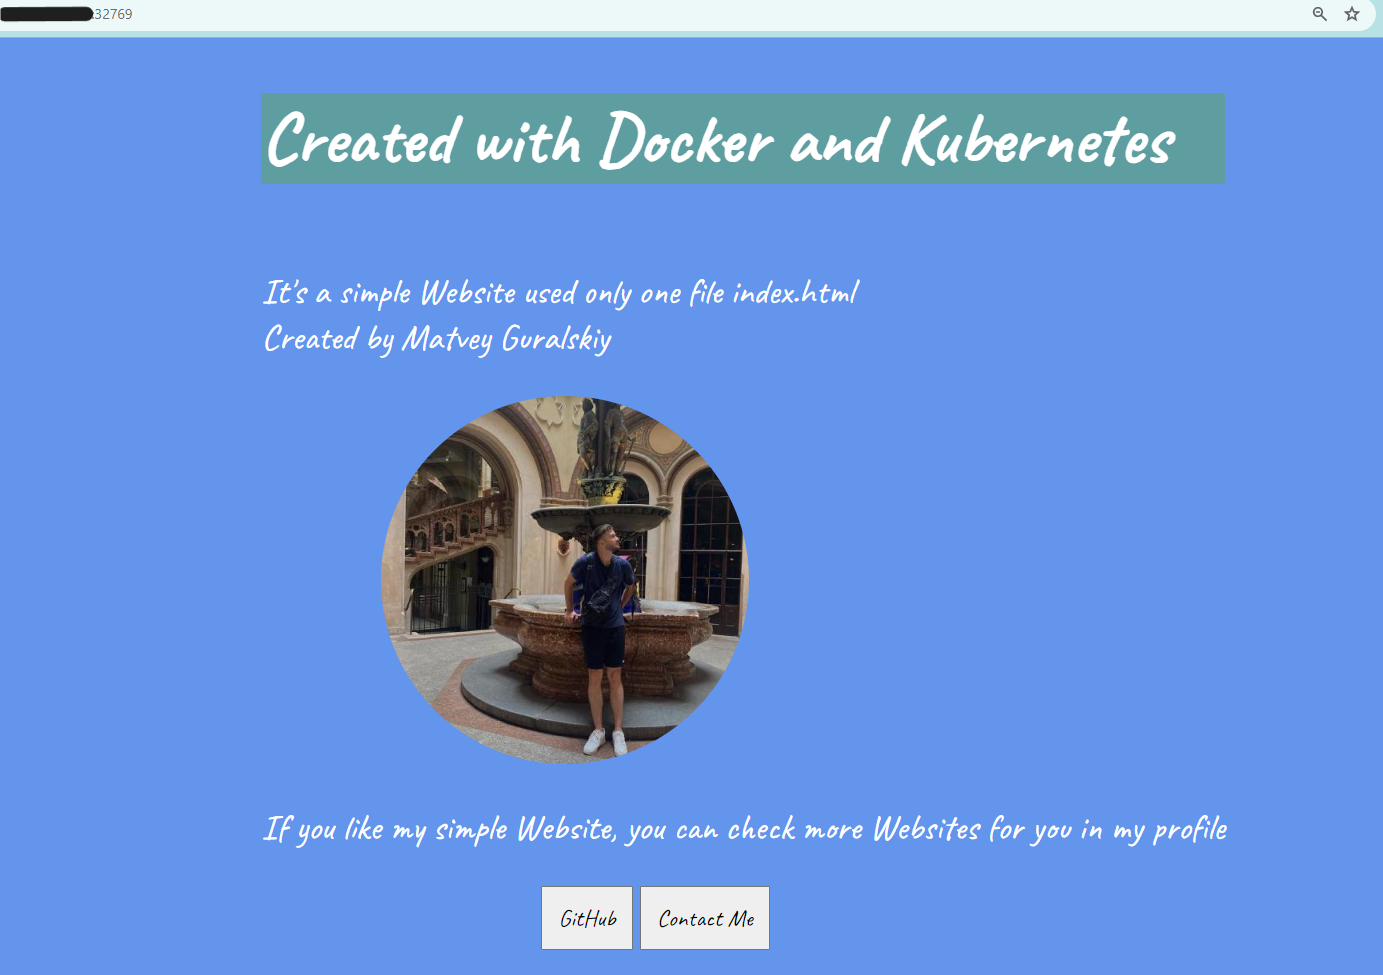 :32769
Created with Docker and Kubernetes
It's a simple Website used only one file index.html
Created by Matvey Guralskiy
If you like my simple Website, you can check more Websites for you in my profile
GitHub
Contact Me